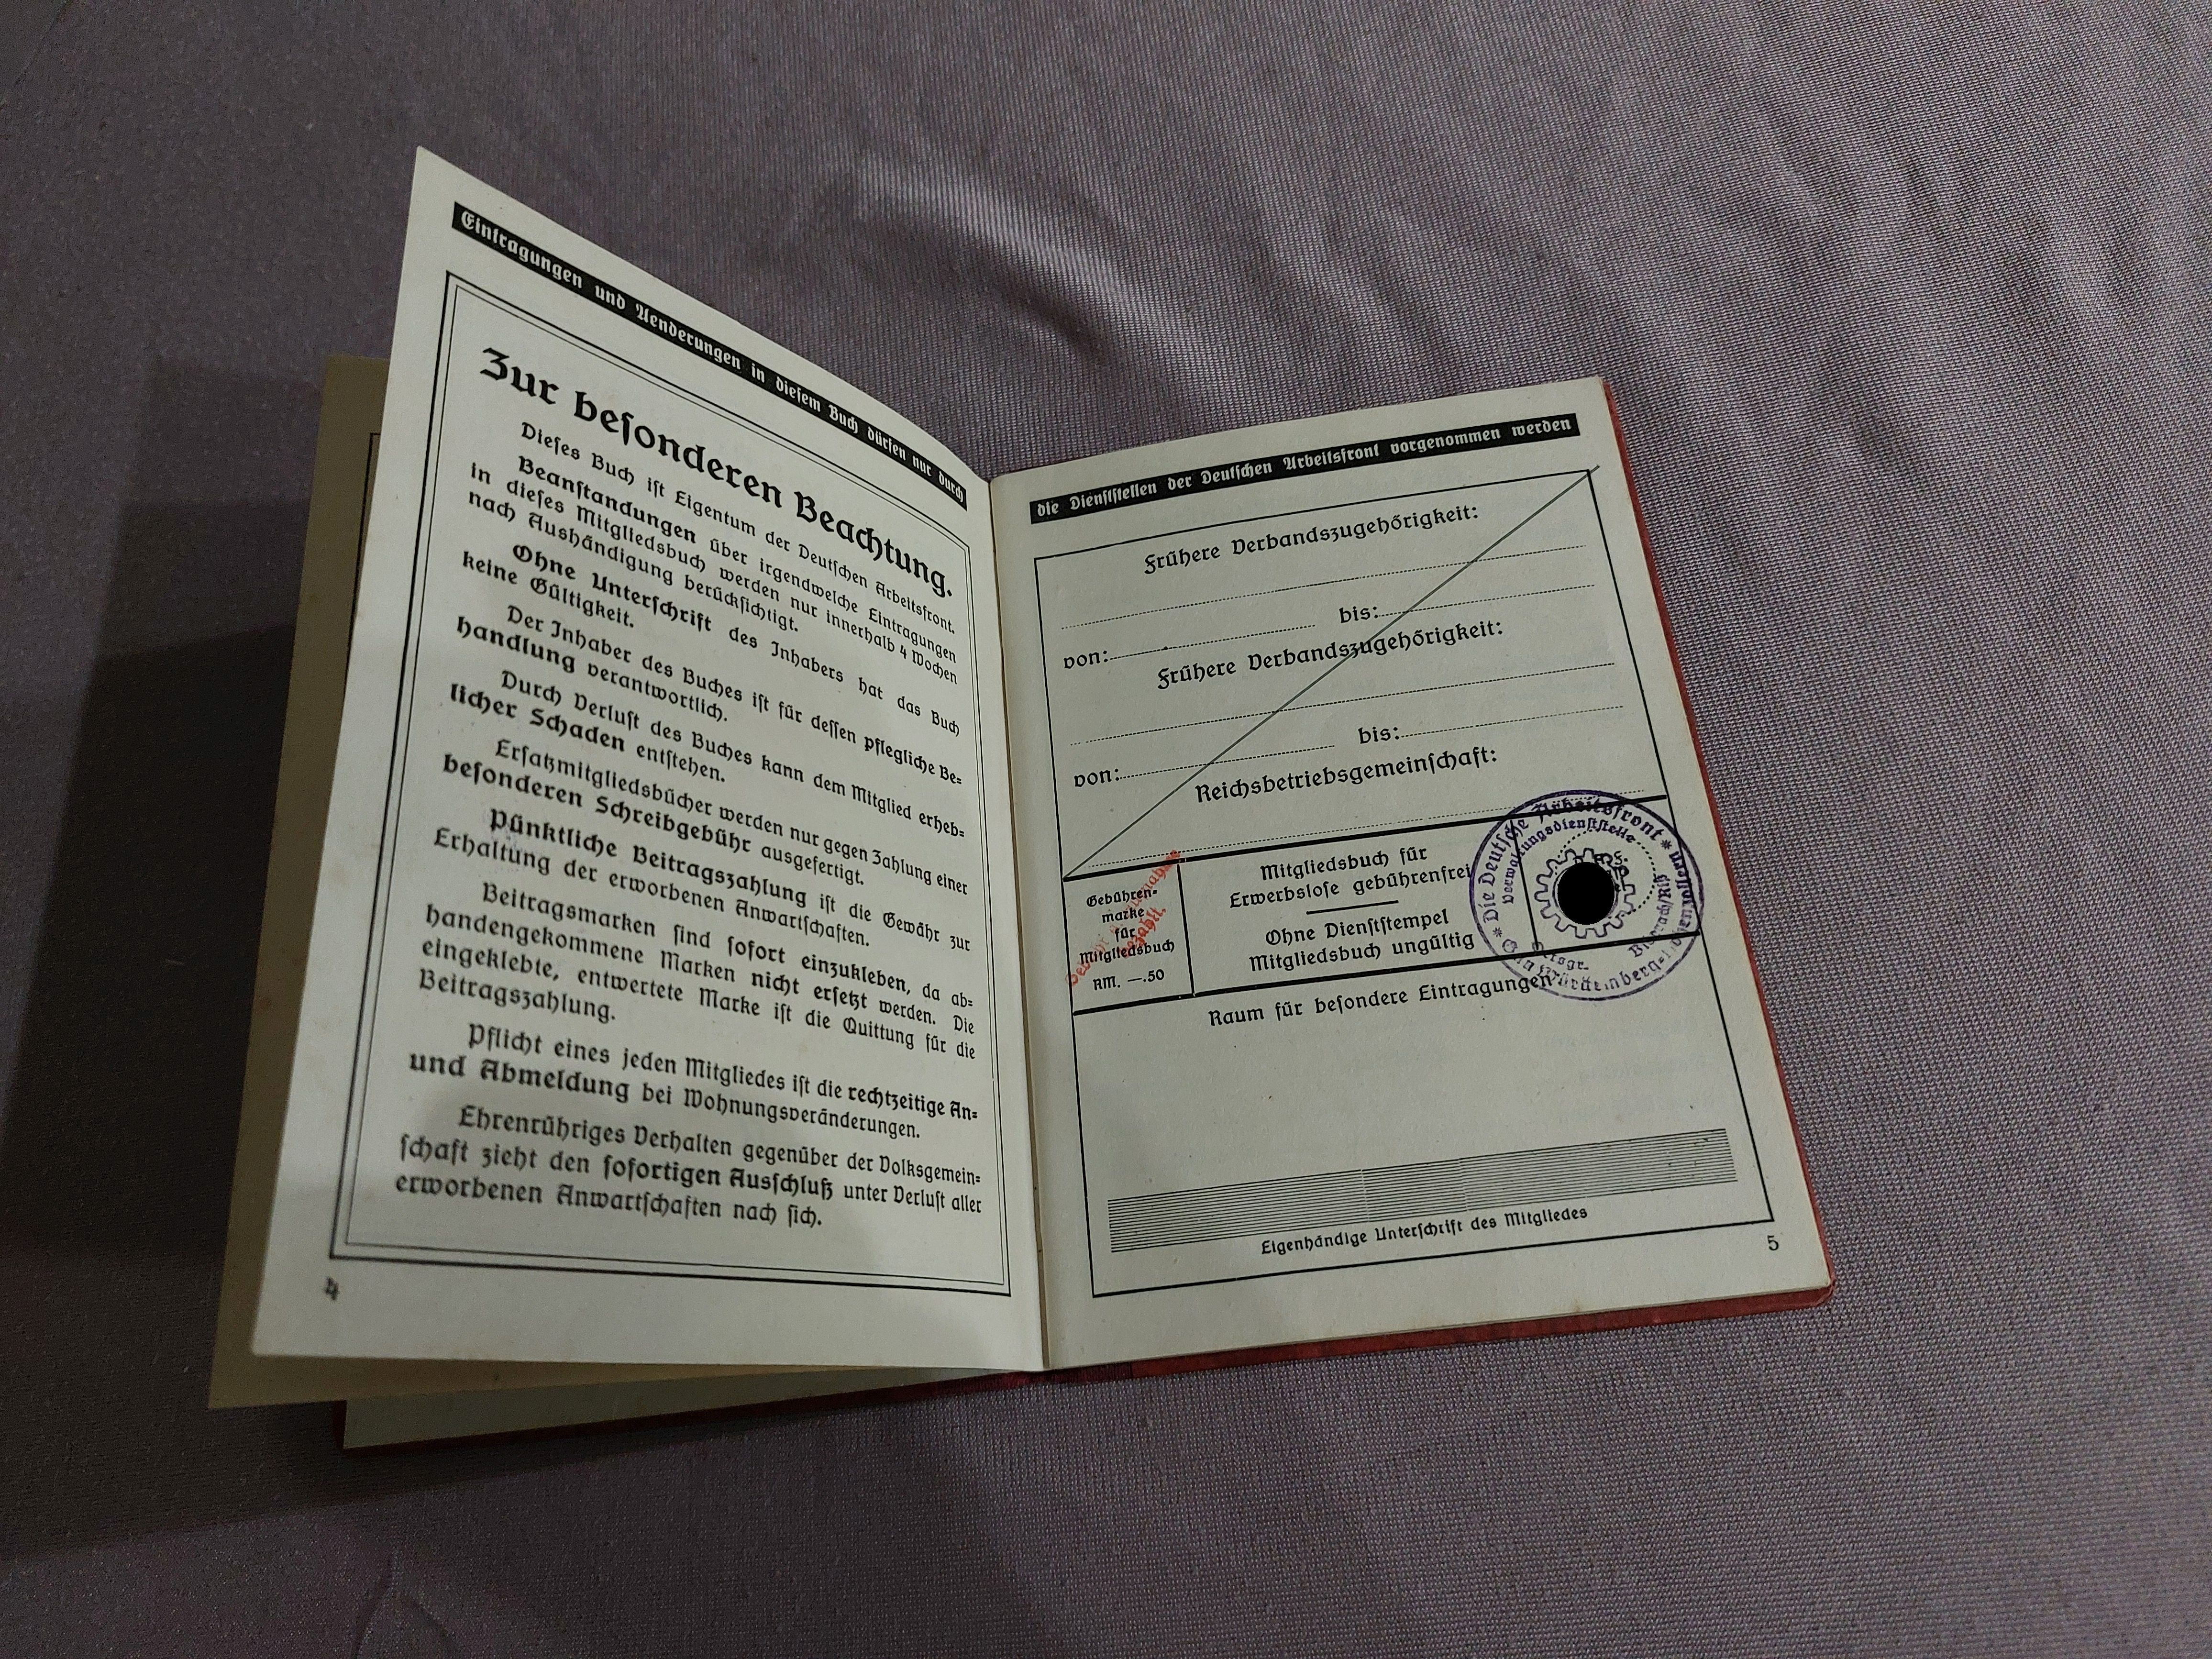 Eintragungen und Aenderungen in diesem Buch dürfen nur durch
Zur besonderen Beachtung.
Dieses Buch ist Eigentum der Deutschen Arbeitsfront.
Beanstandungen über irgendwelche Eintragungen
in dieses Mitgliedsbuch werden nur innerhalb 4 Wochen
nach Aushändigung berücksichtigt.
Ohne Unterschrift des Inhabers hat das Buch
keine Gültigkeit.
Der Inhaber des Buches ist für dessen pflegliche Be-
handlung verantwortlich.
Durch Verlust des Buches kann dem Mitglied erheb-
licher Schaden entstehen.
Ersatzmitgliedsbücher werden nur gegen Zahlung einer
besonderen Schreibgebühr ausgefertigt.
Pünktliche Beitragszahlung ist die Gewähr zur
Erhaltung der erworbenen Anwartschaften.
Beitragsmarken sind sofort einzukleben, da ab-
handengekommene Marken nicht ersetzt werden. Die
eingeklebte, entwertete Marke ist die Quittung für die
Beitragszahlung.
Pflicht eines jeden Mitgliedes ist die rechtzeitige An-
und Abmeldung bei Wohnungsveränderungen.
Ehrenrühriges Verhalten gegenüber der Volksgemein-
schaft zieht den sofortigen Ausschluß unter Verlust aller
erworbenen Anwartschaften nach sich.
4
die Dienststellen der Deutschen Arbeitsfront vorgenommen werden
Frühere Verbandszugehörigkeit:
von: bis:
Frühere Verbandszugehörigkeit:
von: bis:
Reichsbetriebsgemeinschaft:
Gebühren-
marke
für
Mitgliedsbuch
RM. —.50
bezahlt.
Mitgliedsbuch für
Erwerbslose gebührenfrei
Ohne Dienststempel
Mitgliedsbuch ungültig
Die Deutsche Arbeitsfront
Verwaltungsdienststelle
Ortsgr. Biberach/Riß
Gau Württemberg-Hohenzollern
Raum für besondere Eintragungen
Eigenhändige Unterschrift des Mitgliedes
5